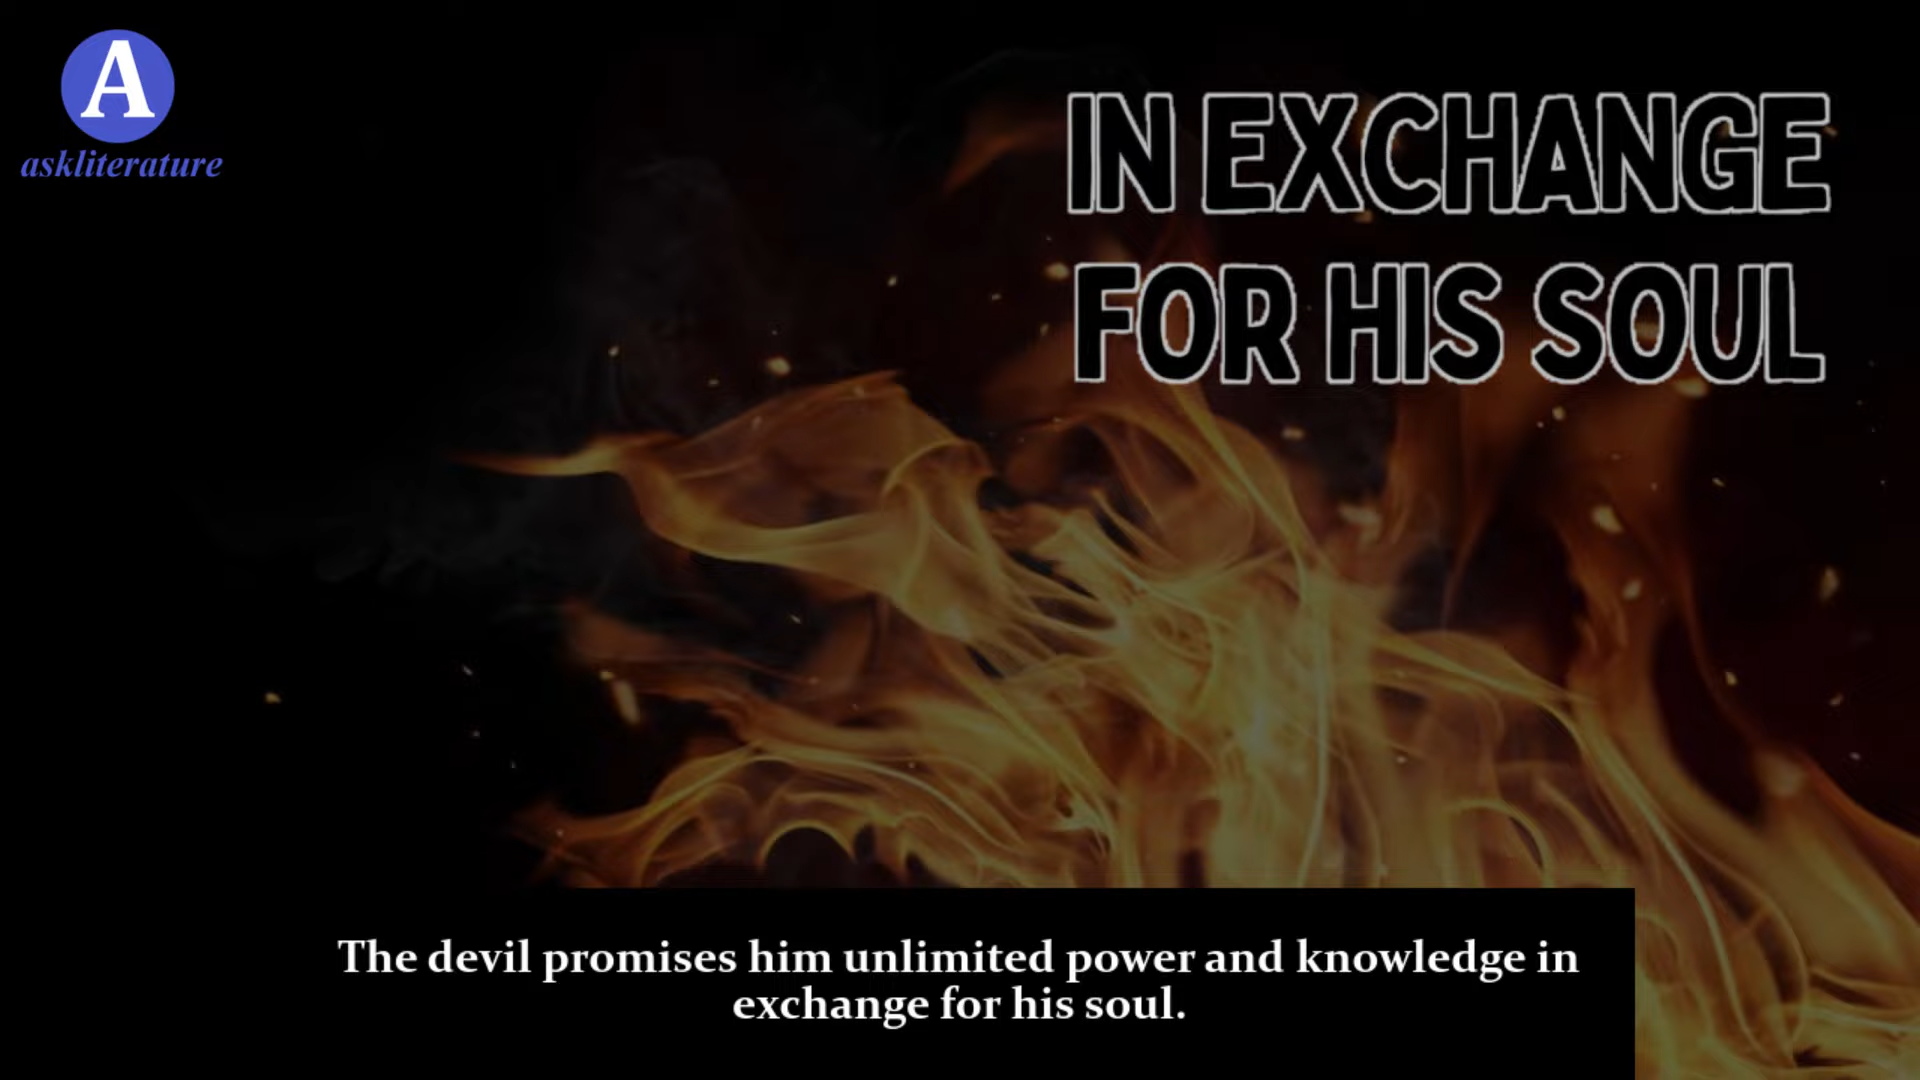 A
askliterature
IN EXCHANGE
FOR HIS SOUL
The devil promises him unlimited power and knowledge in
exchange for his soul.